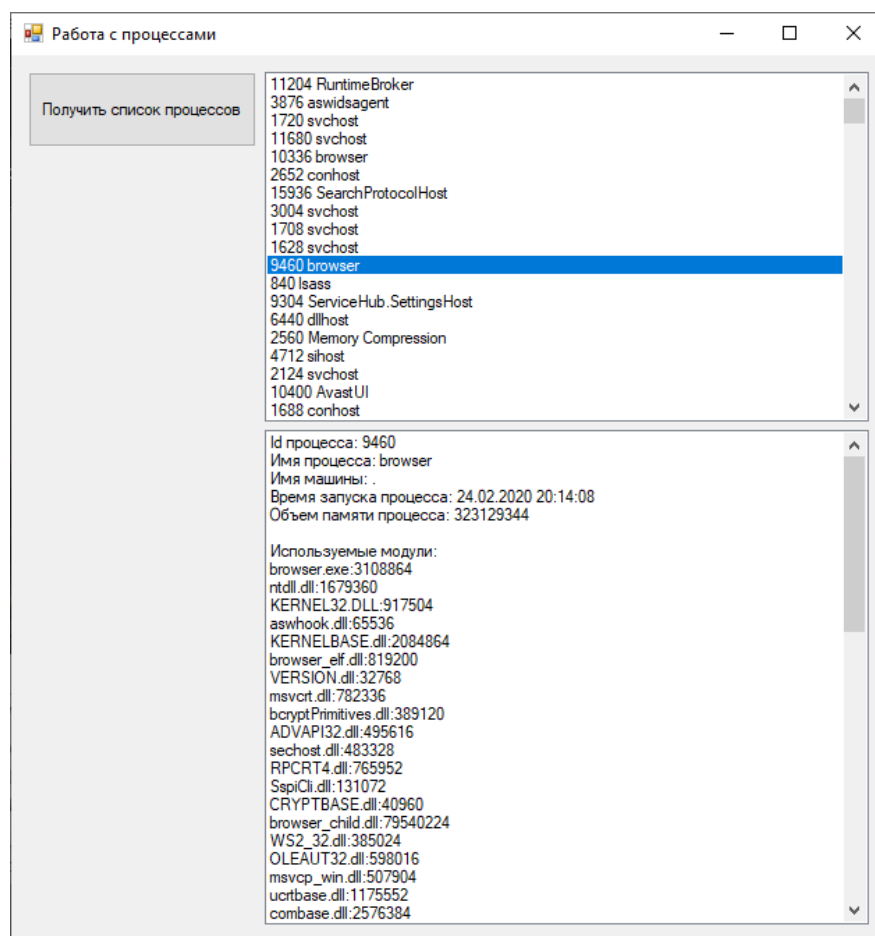 Работа с процессами
Получить список процессов
11204 RuntimeBroker
3876 aswidsagent
1720 svchost
11680 svchost
10336 browser
2652 conhost
15936 SearchProtocolHost
3004 svchost
1708 svchost
1628 svchost
9460 browser
840 lsass
9304 ServiceHub.SettingsHost
6440 dllhost
2560 Memory Compression
4712 sihost
2124 svchost
10400 AvastUI
1688 conhost
Id процесса: 9460
Имя процесса: browser
Имя машины: .
Время запуска процесса: 24.02.2020 20:14:08
Объем памяти процесса: 323129344
Используемые модули:
browser.exe:3108864
ntdll.dll:1679360
KERNEL32.DLL:917504
aswhook.dll:65536
KERNELBASE.dll:2084864
browser_elf.dll:819200
VERSION.dll:32768
msvcrt.dll:782336
bcryptPrimitives.dll:389120
ADVAPI32.dll:495616
sechost.dll:483328
RPCRT4.dll:765952
SspiCli.dll:131072
CRYPTBASE.dll:40960
browser_child.dll:79540224
WS2_32.dll:385024
OLEAUT32.dll:598016
msvcp_win.dll:507904
ucrtbase.dll:1175552
combase.dll:2576384